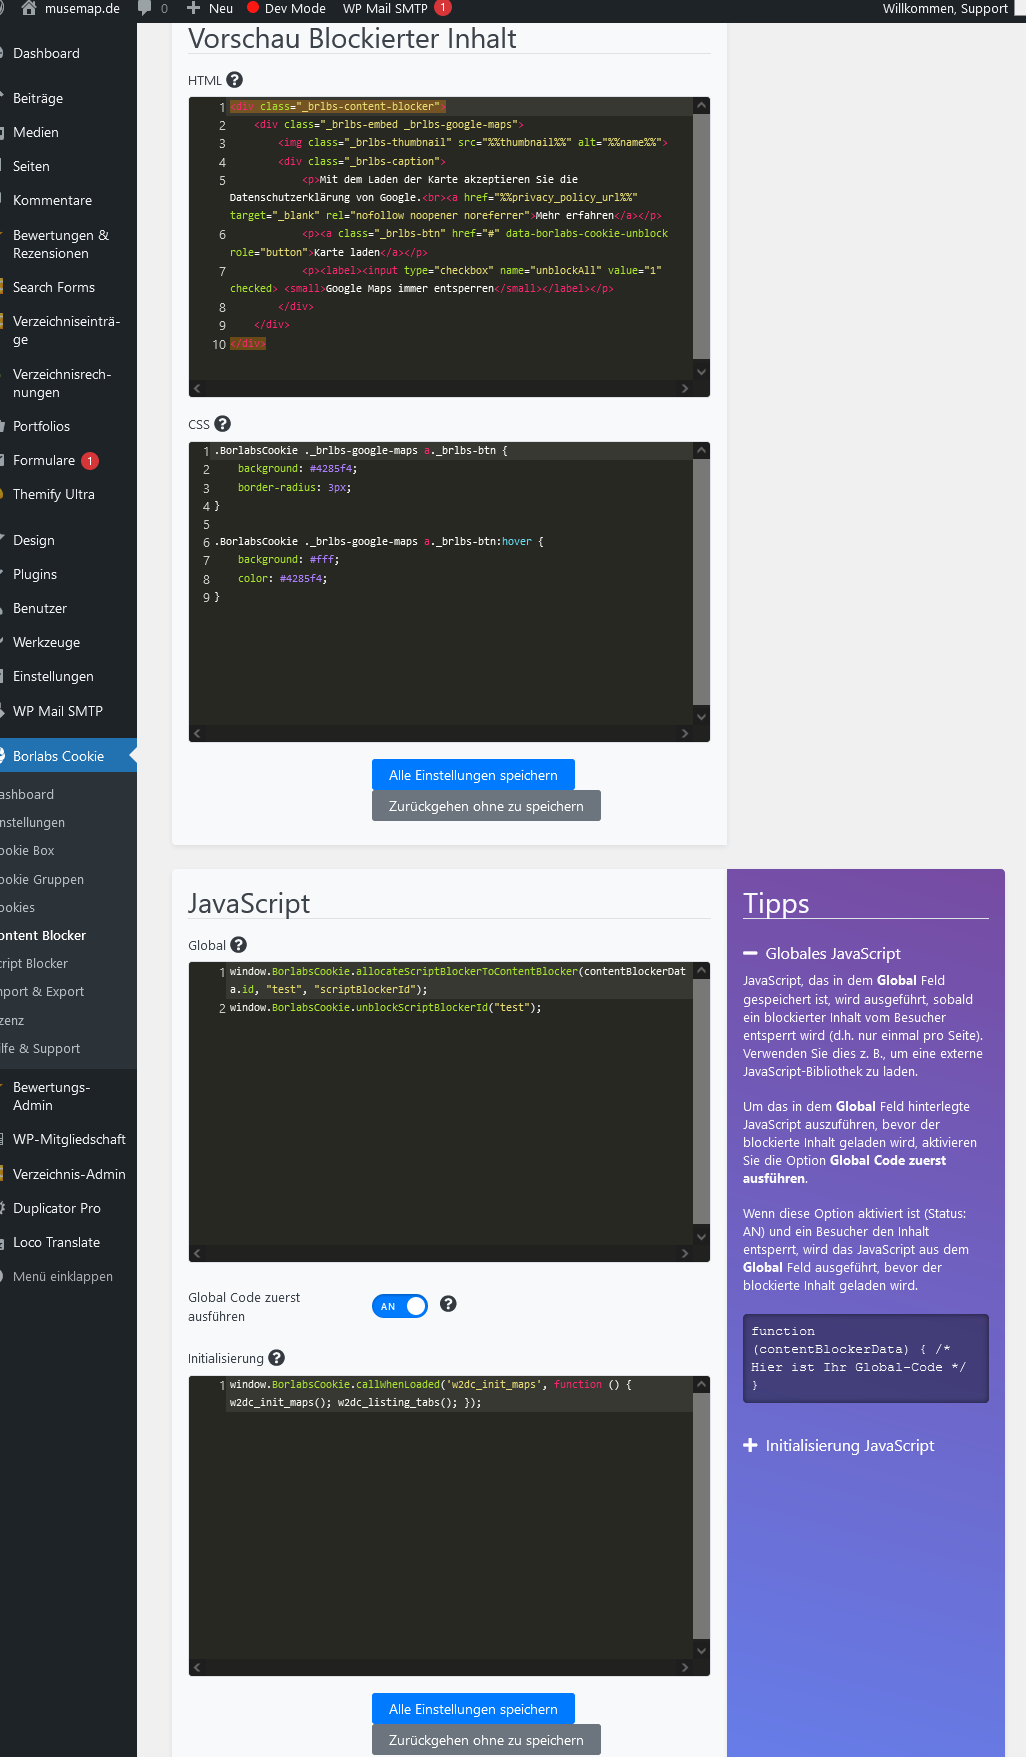 musemap.de
0
Neu
Dev Mode
WP Mail SMTP
1
Willkommen, Support
Dashboard
Beiträge
Medien
Seiten
Kommentare
Bewertungen &
Rezensionen
Search Forms
Verzeichniseinträ-
ge
Verzeichnisrech-
nungen
Portfolios
Formulare 1
Themify Ultra
Design
Plugins
Benutzer
Werkzeuge
Einstellungen
WP Mail SMTP
Borlabs Cookie
ashboard
nstellungen
ookie Box
ookie Gruppen
ookies
ontent Blocker
cript Blocker
mport & Export
zenz
ilfe & Support
Bewertungs-
Admin
WP-Mitgliedschaft
Verzeichnis-Admin
Duplicator Pro
Loco Translate
Menü einklappen
Vorschau Blockierter Inhalt
HTML
1 <div class="_brlbs-content-blocker">
2 <div class="_brlbs-embed _brlbs-google-maps">
3 <img class="_brlbs-thumbnail" src="%%thumbnail%%" alt="%%name%%">
4 <div class="_brlbs-caption">
5 <p>Mit dem Laden der Karte akzeptieren Sie die
Datenschutzerklärung von Google.<br><a href="%%privacy_policy_url%%"
target="_blank" rel="nofollow noopener noreferrer">Mehr erfahren</a></p>
6 <p><a class="_brlbs-btn" href="#" data-borlabs-cookie-unblock
role="button">Karte laden</a></p>
7 <p><label><input type="checkbox" name="unblockAll" value="1"
checked> <small>Google Maps immer entsperren</small></label></p>
8 </div>
9 </div>
10 </div>
CSS
1 .BorlabsCookie ._brlbs-google-maps a._brlbs-btn {
2 background: #4285f4;
3 border-radius: 3px;
4 }
5
6 .BorlabsCookie ._brlbs-google-maps a._brlbs-btn:hover {
7 background: #fff;
8 color: #4285f4;
9 }
Alle Einstellungen speichern
Zurückgehen ohne zu speichern
JavaScript
Global
1 window.BorlabsCookie.allocateScriptBlockerToContentBlocker(contentBlockerDat
a.id, "test", "scriptBlockerId");
2 window.BorlabsCookie.unblockScriptBlockerId("test");
Global Code zuerst
ausführen
AN
Initialisierung
1 window.BorlabsCookie.callWhenLoaded('w2dc_init_maps', function () {
w2dc_init_maps(); w2dc_listing_tabs(); });
Alle Einstellungen speichern
Zurückgehen ohne zu speichern
Tipps
Globales JavaScript
JavaScript, das in dem Global Feld
gespeichert ist, wird ausgeführt, sobald
ein blockierter Inhalt vom Besucher
entsperrt wird (d.h. nur einmal pro Seite).
Verwenden Sie dies z. B., um eine externe
JavaScript-Bibliothek zu laden.
Um das in dem Global Feld hinterlegte
JavaScript auszuführen, bevor der
blockierte Inhalt geladen wird, aktivieren
Sie die Option Global Code zuerst
ausführen.
Wenn diese Option aktiviert ist (Status:
AN) und ein Besucher den Inhalt
entsperrt, wird das JavaScript aus dem
Global Feld ausgeführt, bevor der
blockierte Inhalt geladen wird.
function
(contentBlockerData) { /*
Hier ist Ihr Global-Code */
}
Initialisierung JavaScript